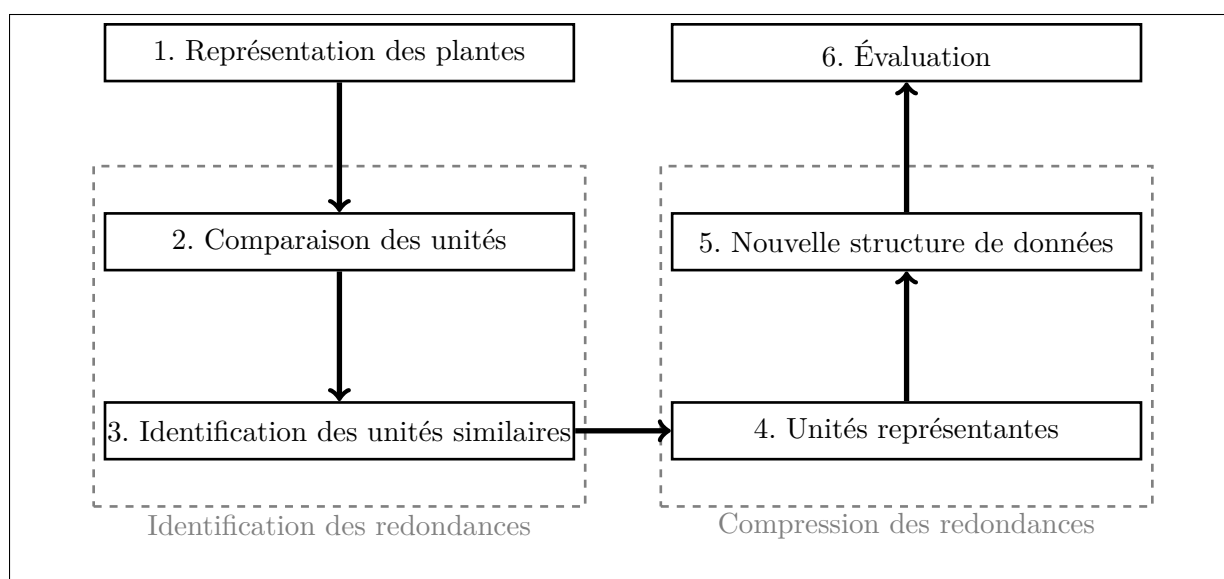 1. Représentation des plantes
2. Comparaison des unités
3. Identification des unités similaires
Identification des redondances
6. Évaluation
5. Nouvelle structure de données
4. Unités représentantes
Compression des redondances